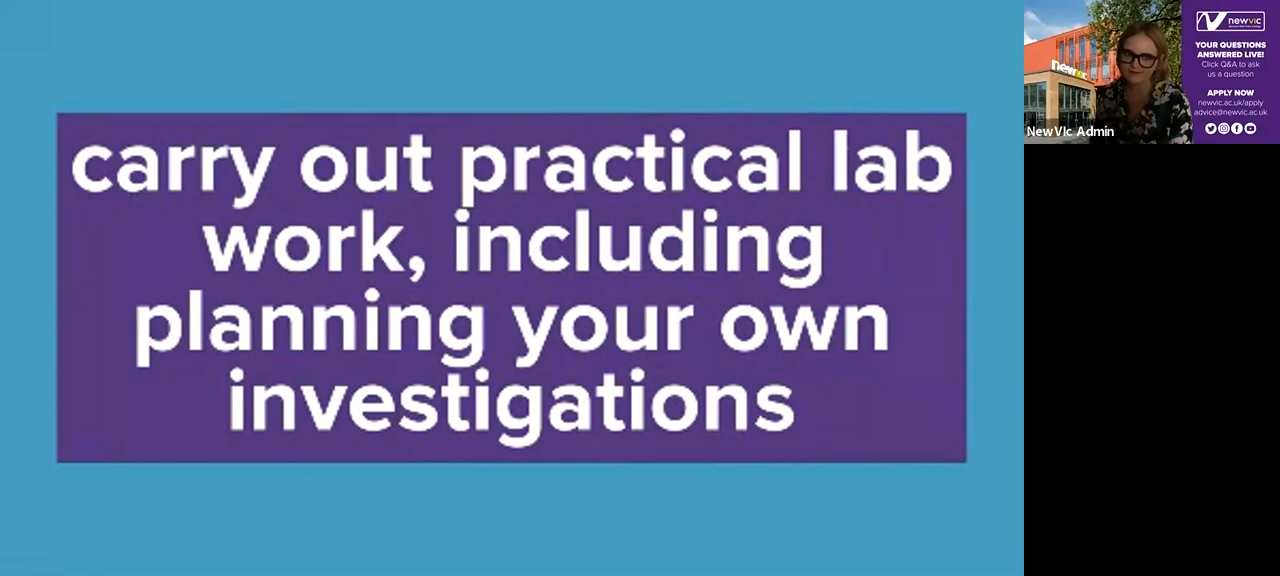 carry out practical lab
work, including
planning your own
investigations
newvic
NewVIc Admin
newvic
YOUR QUESTIONS
ANSWERED LIVE!
Click Q&A to ask
us a question
APPLY NOW
newvic.ac.uk/apply
advice@newvic.ac.uk